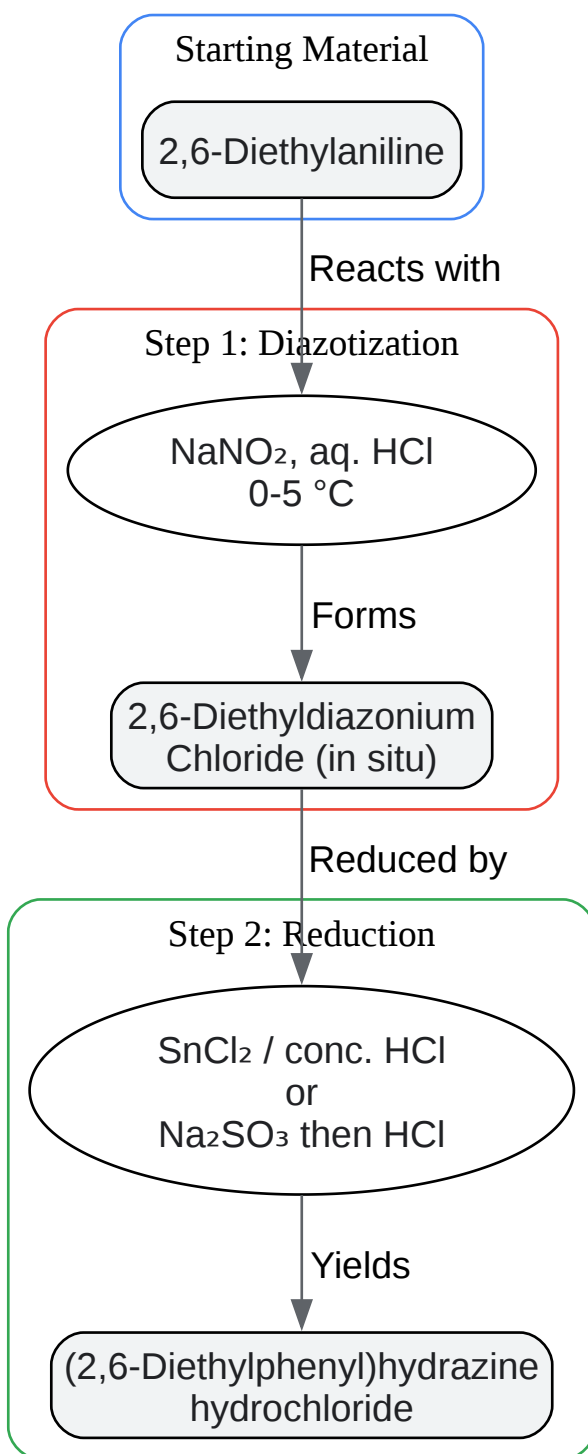 Starting Material
2,6-Diethylaniline
Reacts with
Step 1: Diazotization
NaNO₂, aq. HCl
0-5 °C
Forms
2,6-Diethyldiazonium
Chloride (in situ)
Reduced by
Step 2: Reduction
SnCl₂ / conc. HCl
or
Na₂SO₃ then HCl
Yields
(2,6-Diethylphenyl)hydrazine
hydrochloride